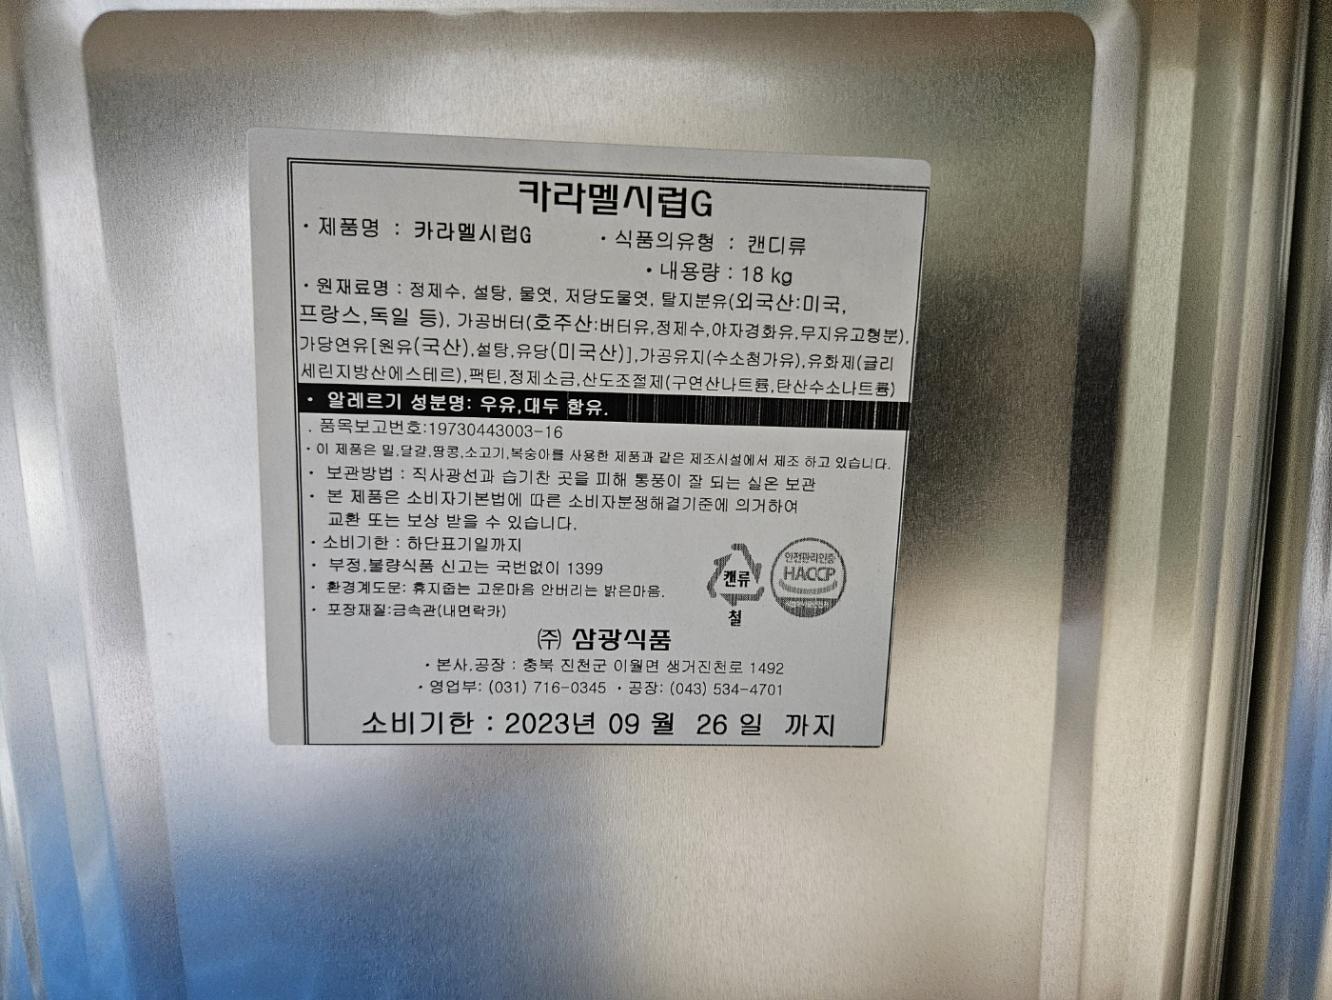 카라멜시럽G
· 제품명 : 카라멜시럽G · 식품의유형 : 캔디류
· 내용량 : 18 kg
· 원재료명 : 정제수, 설탕, 물엿, 저당도물엿, 탈지분유(외국산:미국,
프랑스,독일 등), 가공버터(호주산:버터유,정제수,야자경화유,무지유고형분),
가당연유[원유(국산),설탕,유당(미국산)],가공유지(수소첨가유),유화제(글리
세린지방산에스테르),펙틴,정제소금,산도조절제(구연산나트륨,탄산수소나트륨)
· 알레르기 성분명: 우유,대두 함유.
. 품목보고번호:19730443003-16
· 이 제품은 밀,달걀,땅콩,소고기,복숭아를 사용한 제품과 같은 제조시설에서 제조 하고 있습니다.
· 보관방법 : 직사광선과 습기찬 곳을 피해 통풍이 잘 되는 실온 보관
· 본 제품은 소비자기본법에 따른 소비자분쟁해결기준에 의거하여
교환 또는 보상 받을 수 있습니다.
· 소비기한 : 하단표기일까지
· 부정,불량식품 신고는 국번없이 1399
· 환경계도문: 휴지줍는 고운마음 안버리는 밝은마음.
· 포장재질:금속관(내면락카)
캔류
철
안전관리인증
HACCP
㈜ 삼광식품
· 본사,공장 : 충북 진천군 이월면 생거진천로 1492
· 영업부: (031) 716-0345 · 공장: (043) 534-4701
소비기한 : 2023년 09 월 26 일 까지